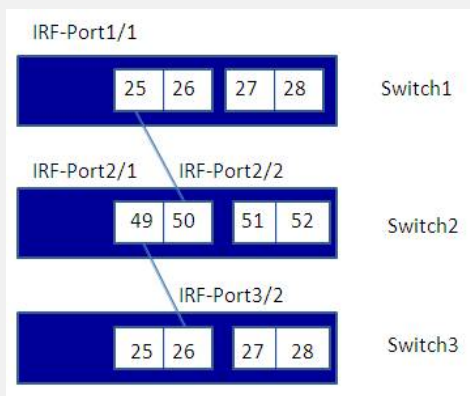 IRF-Port1/1
25 26 27 28 Switch1
IRF-Port2/1 IRF-Port2/2
49 50 51 52 Switch2
IRF-Port3/2
25 26 27 28 Switch3